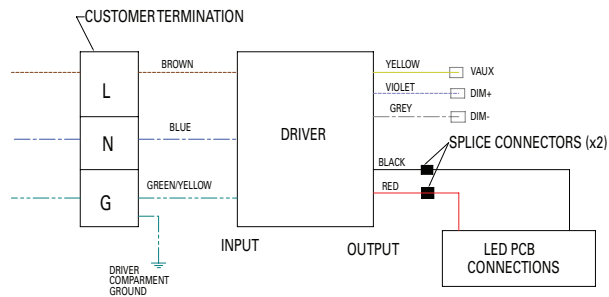 CUSTOMER TERMINATION
L
BROWN
N
BLUE
G
GREEN/YELLOW
DRIVER
COMPARMENT
GROUND
INPUT
DRIVER
OUTPUT
YELLOW
VAUX
VIOLET
DIM+
GREY
DIM-
SPLICE CONNECTORS (x2)
BLACK
RED
LED PCB
CONNECTIONS